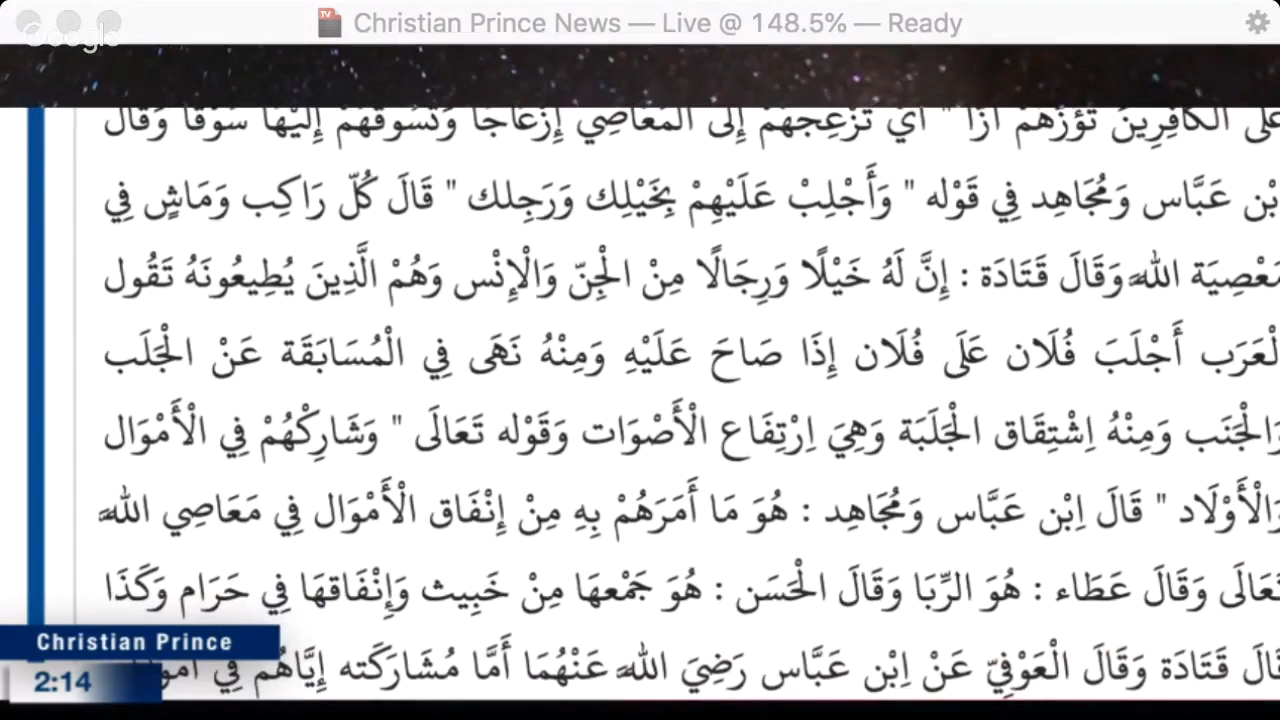 Christian Prince News — Live @ 148.5% — Ready
Google
عَلَى الْكَافِرِينَ تَؤُزّهُمْ أَزًّا " أَيْ تُزْعِجهُمْ إِلَى الْمَعَاصِي إِزْعَاجًا وَتَسُوقهُمْ إِلَيْهَا سَوْقًا وَقَالَ
اِبْن عَبَّاس وَمُجَاهِد فِي قَوْله " وَأَجْلِبْ عَلَيْهِمْ بِخَيْلِك وَرَجِلك " قَالَ كُلّ رَاكِب وَمَاشٍ فِي
مَعْصِيَة اللَّه وَقَالَ قَتَادَة : إِنَّ لَهُ خَيْلًا وَرِجَالًا مِنْ الْجِنّ وَالْإِنْس وَهُمْ الَّذِينَ يُطِيعُونَهُ تَقُول
الْعَرَب أَجْلَبَ فُلَان عَلَى فُلَان إِذَا صَاحَ عَلَيْهِ وَمِنْهُ نَهَى فِي الْمُسَابَقَة عَنْ الْجَلَب
وَالْجَنَب وَمِنْهُ اِشْتِقَاق الْجَلَبَة وَهِيَ اِرْتِفَاع الْأَصْوَات وَقَوْله تَعَالَى " وَشَارِكْهُمْ فِي الْأَمْوَال
وَالْأَوْلَاد " قَالَ اِبْن عَبَّاس وَمُجَاهِد : هُوَ مَا أَمَرَهُمْ بِهِ مِنْ إِنْفَاق الْأَمْوَال فِي مَعَاصِي اللَّه
تَعَالَى وَقَالَ عَطَاء : هُوَ الرِّبَا وَقَالَ الْحَسَن : هُوَ جَمْعهَا مِنْ خَبِيث وَإِنْفَاقهَا فِي حَرَام وَكَذَا
قَالَ قَتَادَة وَقَالَ الْعَوْفِيّ عَنْ اِبْن عَبَّاس رَضِيَ اللَّه عَنْهُمَا أَمَّا مُشَارَكَته إِيَّاهُمْ فِي
Christian Prince
2:14